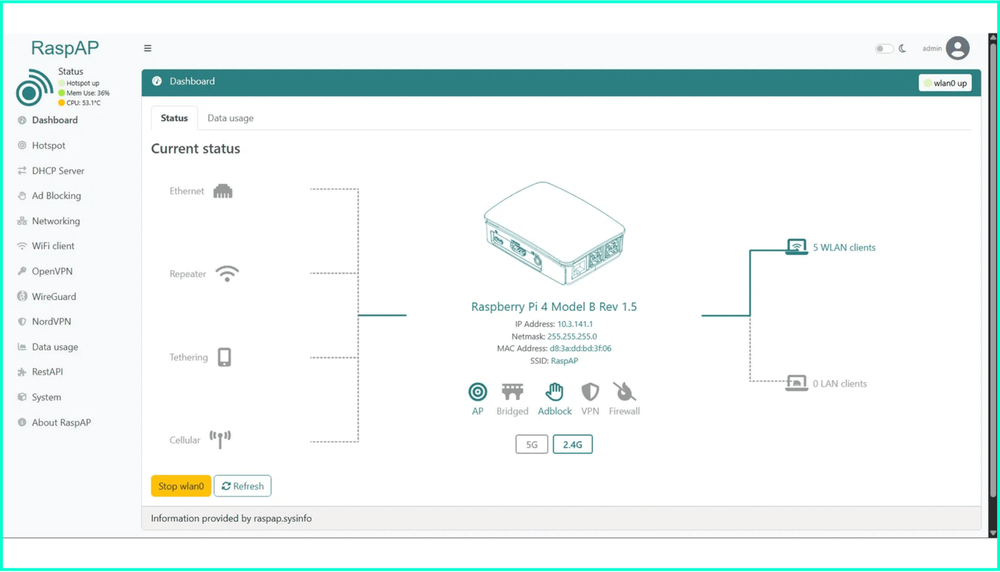 RaspAP
Status
Hotspot up
Mem Use: 36%
CPU: 53.1°C
Dashboard
Hotspot
DHCP Server
Ad Blocking
Networking
WiFi client
OpenVPN
WireGuard
NordVPN
Data usage
RestAPI
System
About RaspAP
admin
Dashboard
wlan0 up
Status
Data usage
Current status
Ethernet
Repeater
Tethering
Cellular
Raspberry Pi 4 Model B Rev 1.5
IP Address: 10.3.141.1
Netmask: 255.255.255.0
MAC Address: d8:3a:dd:bd:3f:06
SSID: RaspAP
AP
Bridged
Adblock
VPN
Firewall
5G
2.4G
5 WLAN clients
0 LAN clients
Stop wlan0
Refresh
Information provided by raspap.sysinfo